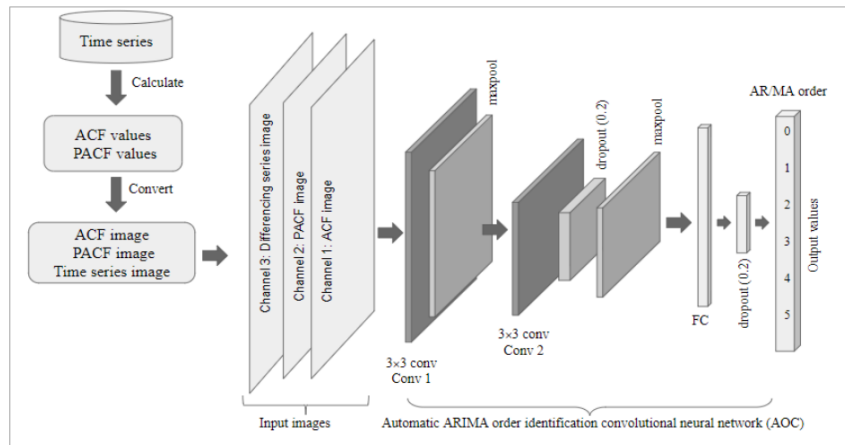 Time series
Calculate
ACF values
PACF values
Convert
ACF image
PACF image
Time series image
Channel 3: Differencing series image
Channel 2: PACF image
Channel 1: ACF image
Input images
maxpool
3×3 conv
Conv 1
dropout (0.2)
maxpool
3×3 conv
Conv 2
FC
dropout (0.2)
AR/MA order
0
1
2
3
4
5
Output values
Automatic ARIMA order identification convolutional neural network (AOC)